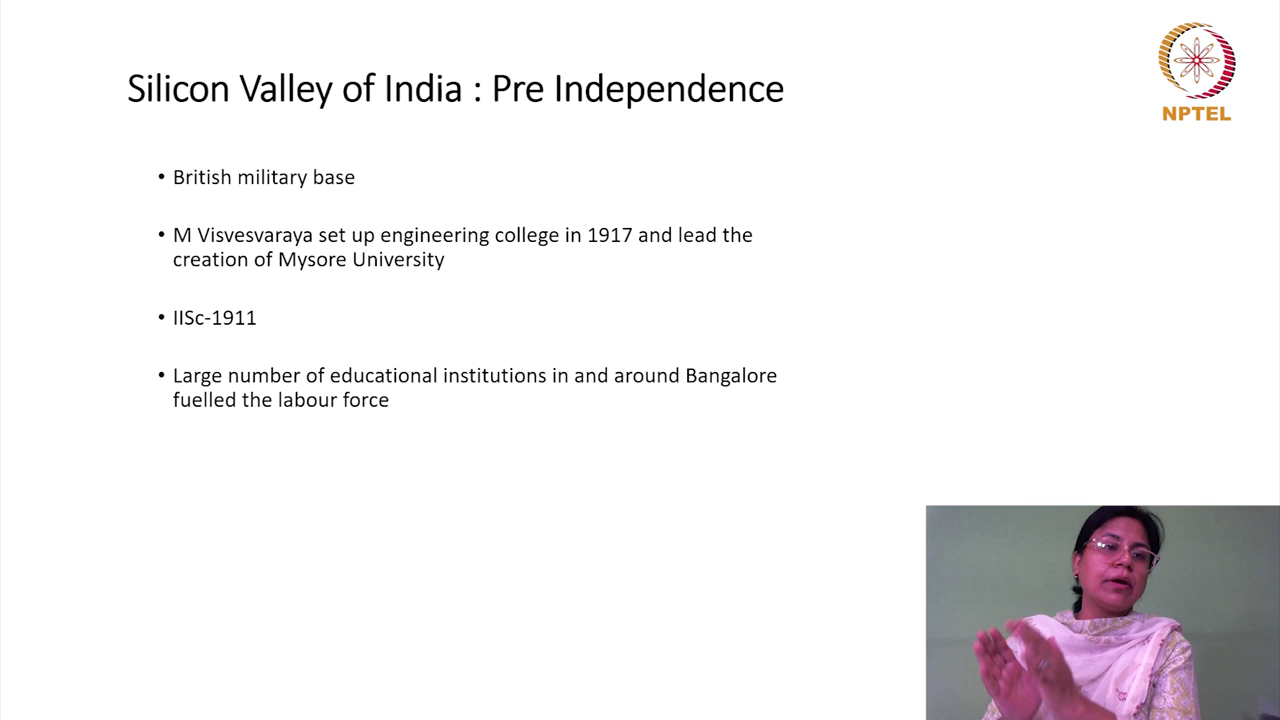 Silicon Valley of India : Pre Independence
NPTEL
• British military base
• M Visvesvaraya set up engineering college in 1917 and lead the
creation of Mysore University
• IISc-1911
• Large number of educational institutions in and around Bangalore
fuelled the labour force